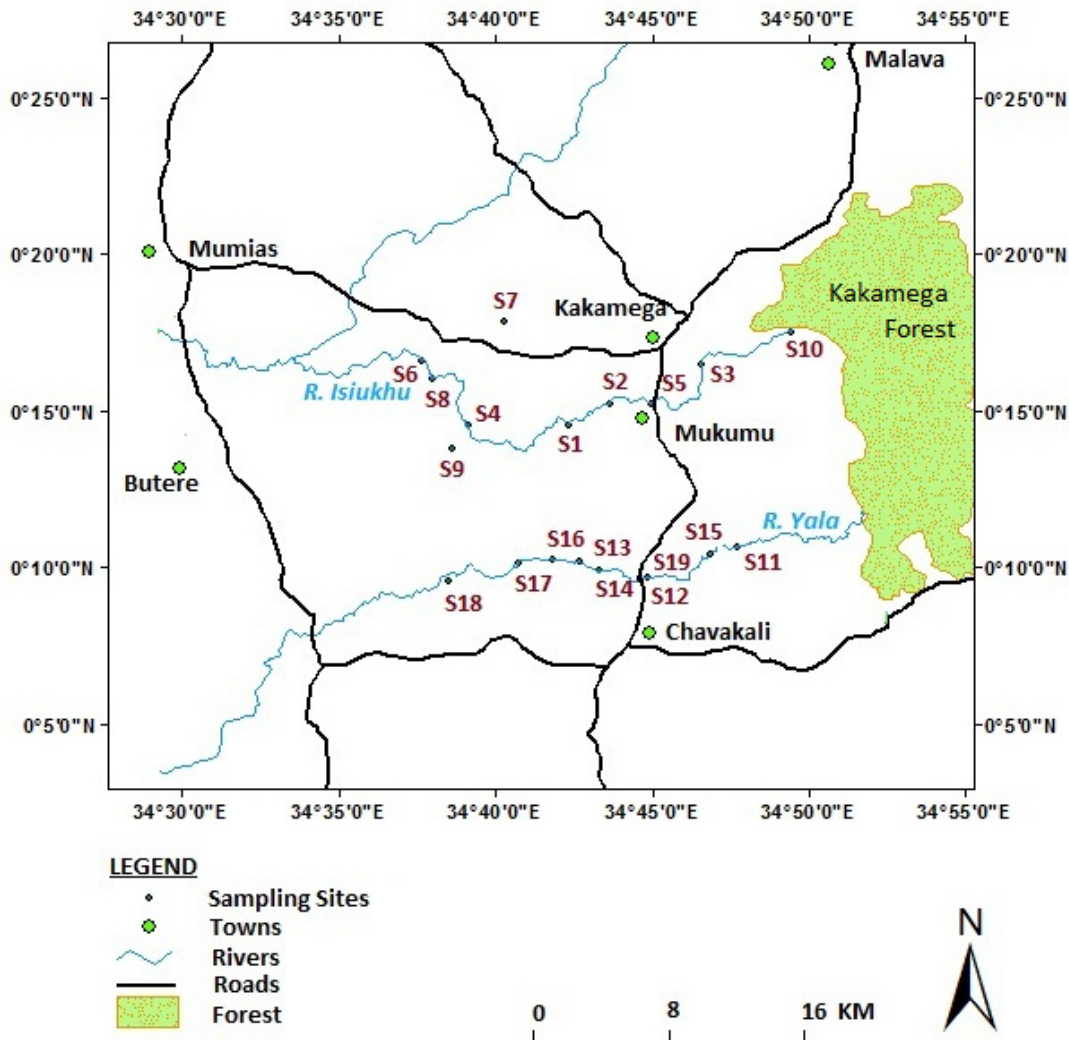 34°30'0"E 34°35'0"E 34°40'0"E 34°45'0"E 34°50'0"E 34°55'0"E
Malava
0°25'0"N 0°25'0"N
0°20'0"N 0°20'0"N
Mumias
S7
Kakamega
Kakamega
Forest
S10
S3
S6
S8
R. Isiukhu
S2
S5
S4
0°15'0"N 0°15'0"N
S1
Mukumu
S9
Butere
R. Yala
S16
S13
S15
S19
S11
0°10'0"N 0°10'0"N
S17
S14
S12
S18
Chavakali
0°5'0"N 0°5'0"N
34°30'0"E 34°35'0"E 34°40'0"E 34°45'0"E 34°50'0"E 34°55'0"E
LEGEND
Sampling Sites
Towns
Rivers
Roads
Forest
0 8 16 KM
N